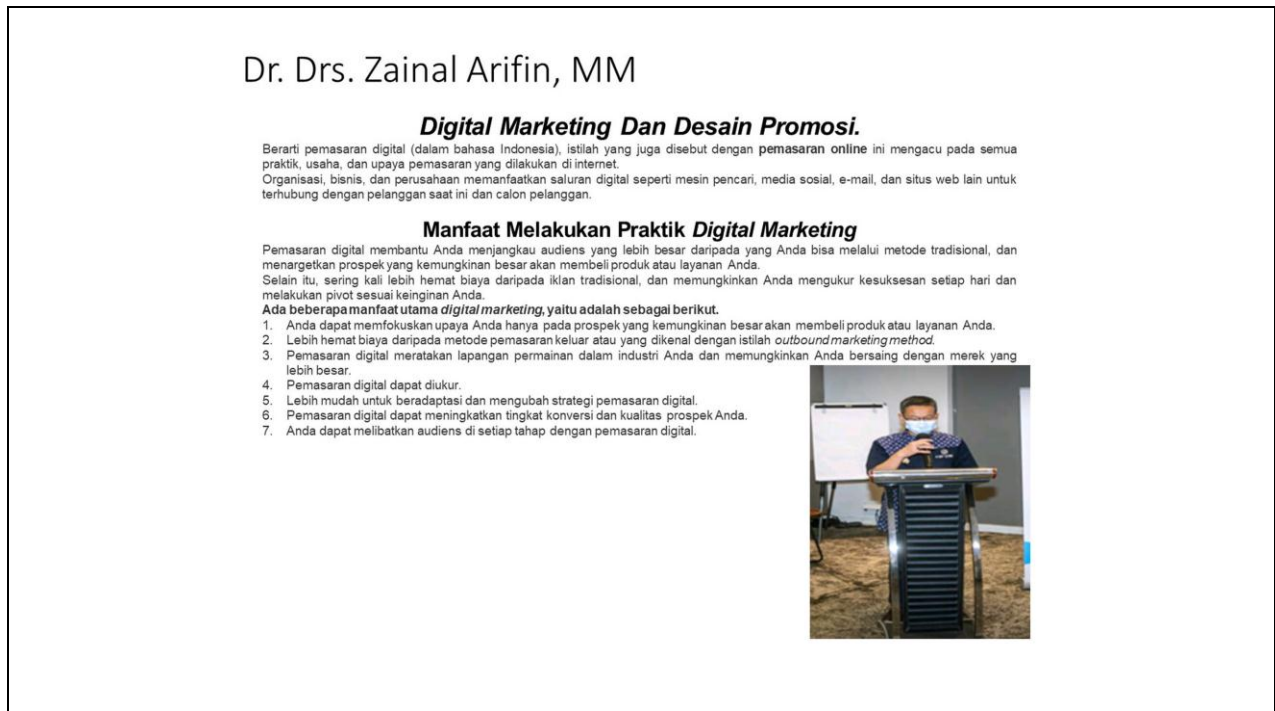 Dr. Drs. Zainal Arifin, MM
Digital Marketing Dan Desain Promosi.
Berarti pemasaran digital (dalam bahasa Indonesia), istilah yang juga disebut dengan pemasaran online ini mengacu pada semua
praktik, usaha, dan upaya pemasaran yang dilakukan di internet.
Organisasi, bisnis, dan perusahaan memanfaatkan saluran digital seperti mesin pencari, media sosial, e-mail, dan situs web lain untuk
terhubung dengan pelanggan saat ini dan calon pelanggan.
Manfaat Melakukan Praktik Digital Marketing
Pemasaran digital membantu Anda menjangkau audiens yang lebih besar daripada yang Anda bisa melalui metode tradisional, dan
menargetkan prospek yang kemungkinan besar akan membeli produk atau layanan Anda.
Selain itu, sering kali lebih hemat biaya daripada iklan tradisional, dan memungkinkan Anda mengukur kesuksesan setiap hari dan
melakukan pivot sesuai keinginan Anda.
Ada beberapa manfaat utama digital marketing, yaitu adalah sebagai berikut.
1. Anda dapat memfokuskan upaya Anda hanya pada prospek yang kemungkinan besar akan membeli produk atau layanan Anda.
2. Lebih hemat biaya daripada metode pemasaran keluar atau yang dikenal dengan istilah outbound marketing method.
3. Pemasaran digital meratakan lapangan permainan dalam industri Anda dan memungkinkan Anda bersaing dengan merek yang
lebih besar.
4. Pemasaran digital dapat diukur.
5. Lebih mudah untuk beradaptasi dan mengubah strategi pemasaran digital.
6. Pemasaran digital dapat meningkatkan tingkat konversi dan kualitas prospek Anda.
7. Anda dapat melibatkan audiens di setiap tahap dengan pemasaran digital.